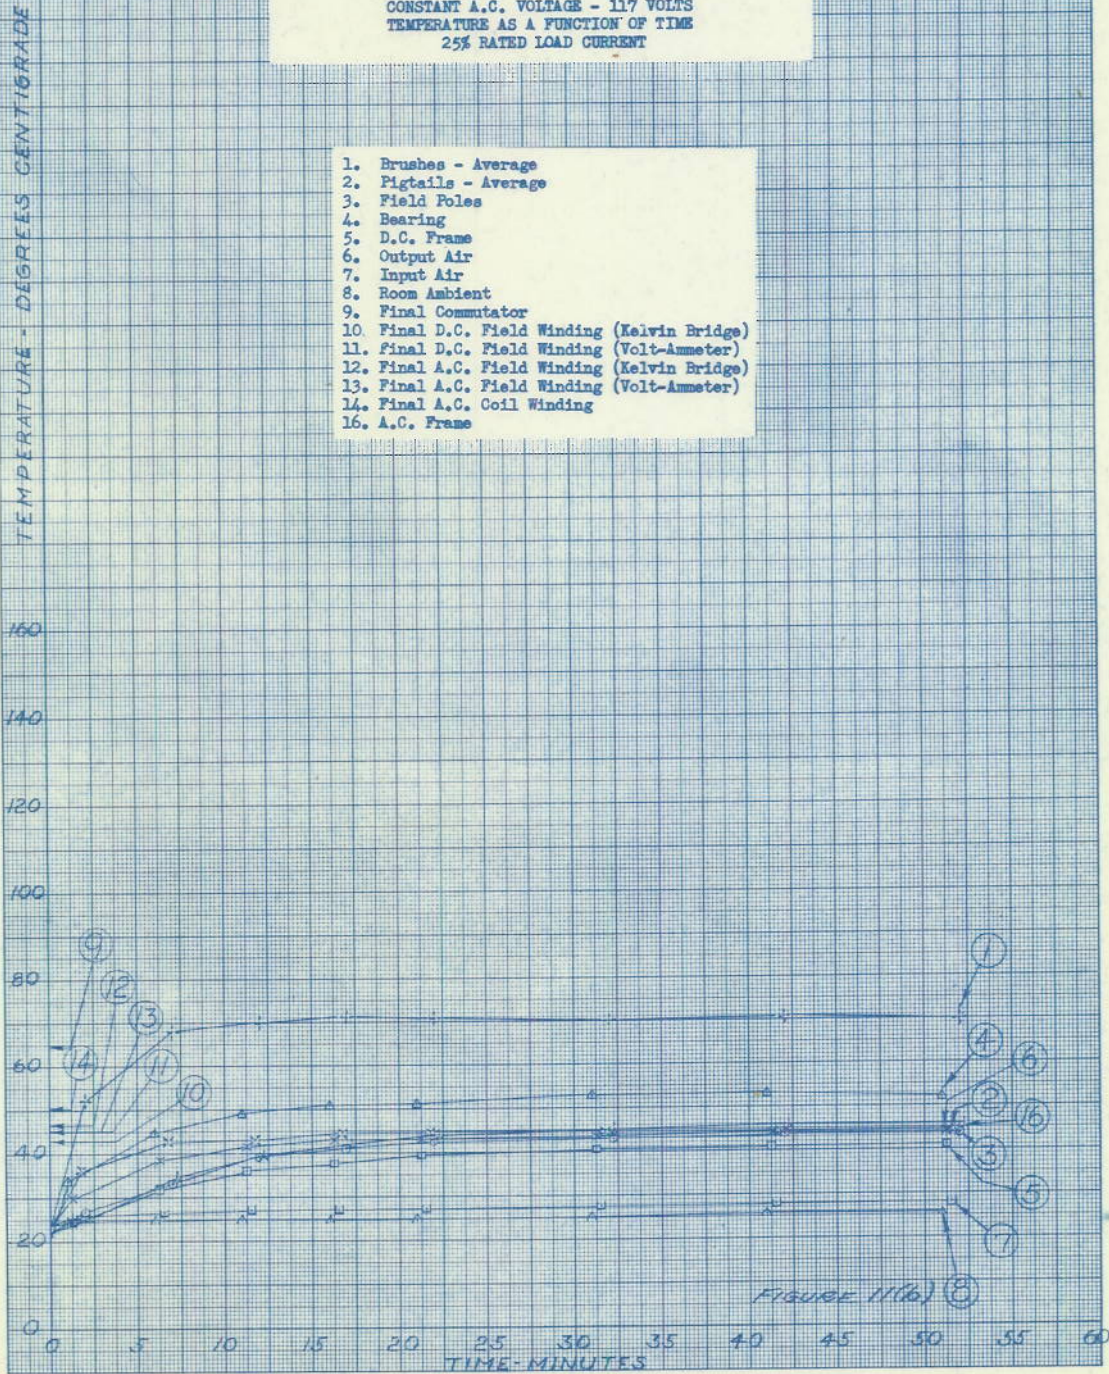 CONSTANT A.C. VOLTAGE - 117 VOLTS
TEMPERATURE AS A FUNCTION OF TIME
25% RATED LOAD CURRENT
TEMPERATURE - DEGREES CENTIGRADE
1. Brushes - Average
2. Pigtails - Average
3. Field Poles
4. Bearing
5. D.C. Frame
6. Output Air
7. Input Air
8. Room Ambient
9. Final Commutator
10. Final D.C. Field Winding (Kelvin Bridge)
11. Final D.C. Field Winding (Volt-Ammeter)
12. Final A.C. Field Winding (Kelvin Bridge)
13. Final A.C. Field Winding (Volt-Ammeter)
14. Final A.C. Coil Winding
16. A.C. Frame
160
140
120
100
80
60
40
20
0
9
12
13
14
11
10
1
4
6
2
16
3
5
7
8
FIGURE 11(b)
0 5 10 15 20 25 30 35 40 45 50 55 60
TIME-MINUTES